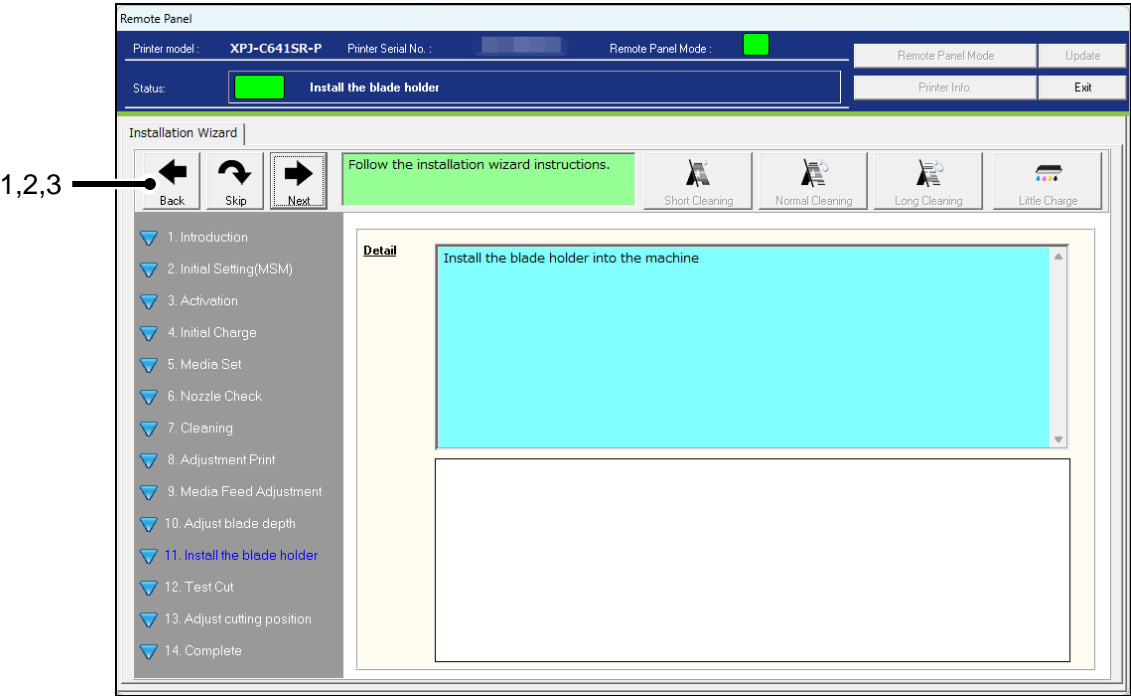 Remote Panel
Printer model : XPJ-C641SR-P Printer Serial No. : Remote Panel Mode :
Remote Panel Mode Update
Status: Install the blade holder
Printer Info. Exit
Installation Wizard
1,2,3
Back Skip Next
Follow the installation wizard instructions.
Short Cleaning Normal Cleaning Long Cleaning Little Charge
1. Introduction
2. Initial Setting(MSM)
3. Activation
4. Initial Charge
5. Media Set
6. Nozzle Check
7. Cleaning
8. Adjustment Print
9. Media Feed Adjustment
10. Adjust blade depth
11. Install the blade holder
12. Test Cut
13. Adjust cutting position
14. Complete
Detail
Install the blade holder into the machine